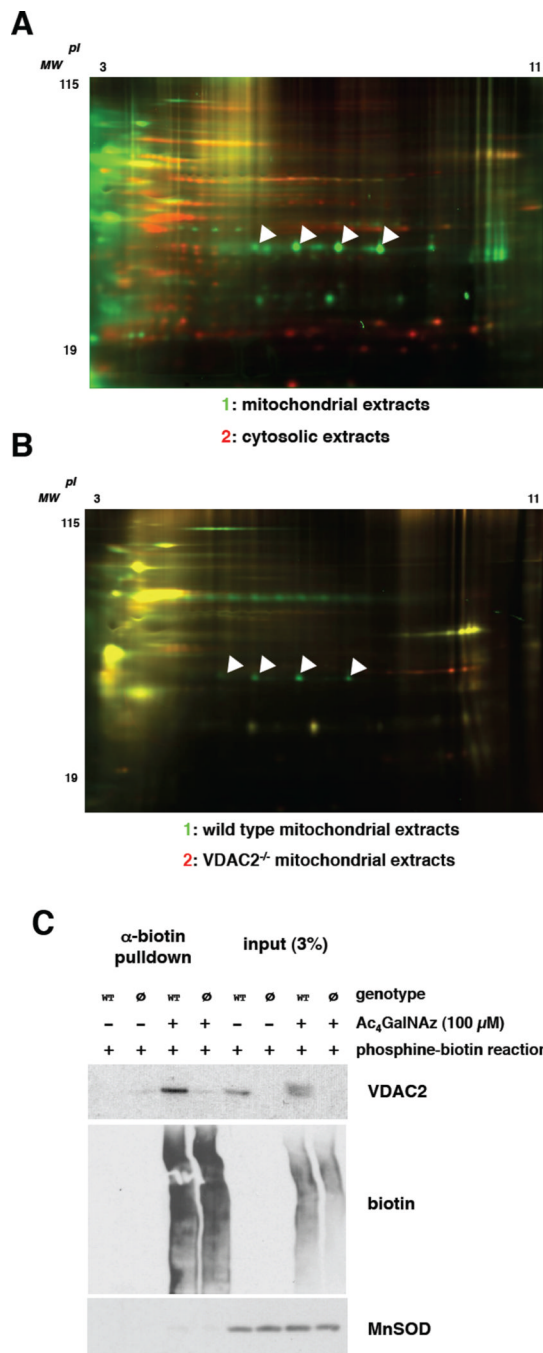 A
pI
MW 3 11
115
19
1: mitochondrial extracts
2: cytosolic extracts
B
pI
MW 3 11
115
19
1: wild type mitochondrial extracts
2: VDAC2-/- mitochondrial extracts
C
α-biotin pulldown input (3%)
WT Ø WT Ø WT Ø WT Ø genotype
– – + + – – + + Ac₄GalNAz (100 µM)
+ + + + + + + + phosphine-biotin reaction
VDAC2
biotin
MnSOD